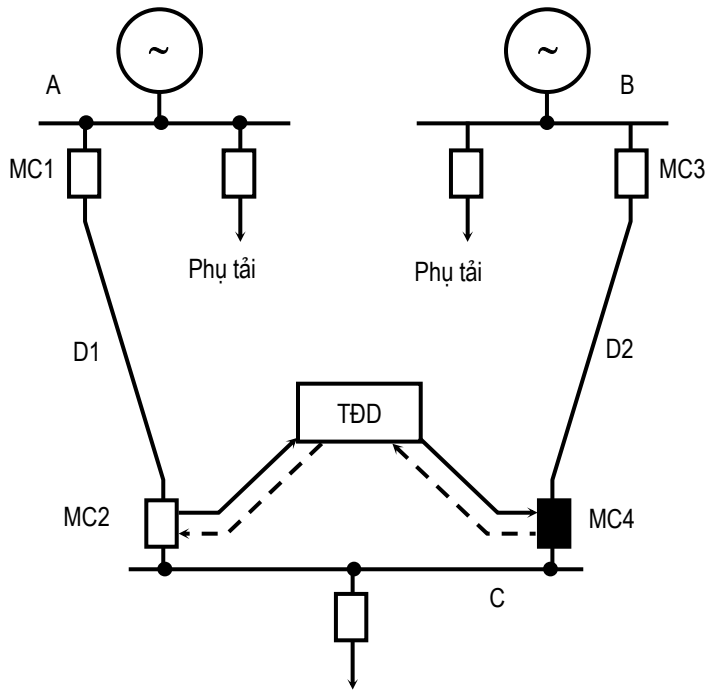 ~
~
A
B
MC1
MC3
Phụ tải
Phụ tải
D1
D2
TĐD
MC2
MC4
C